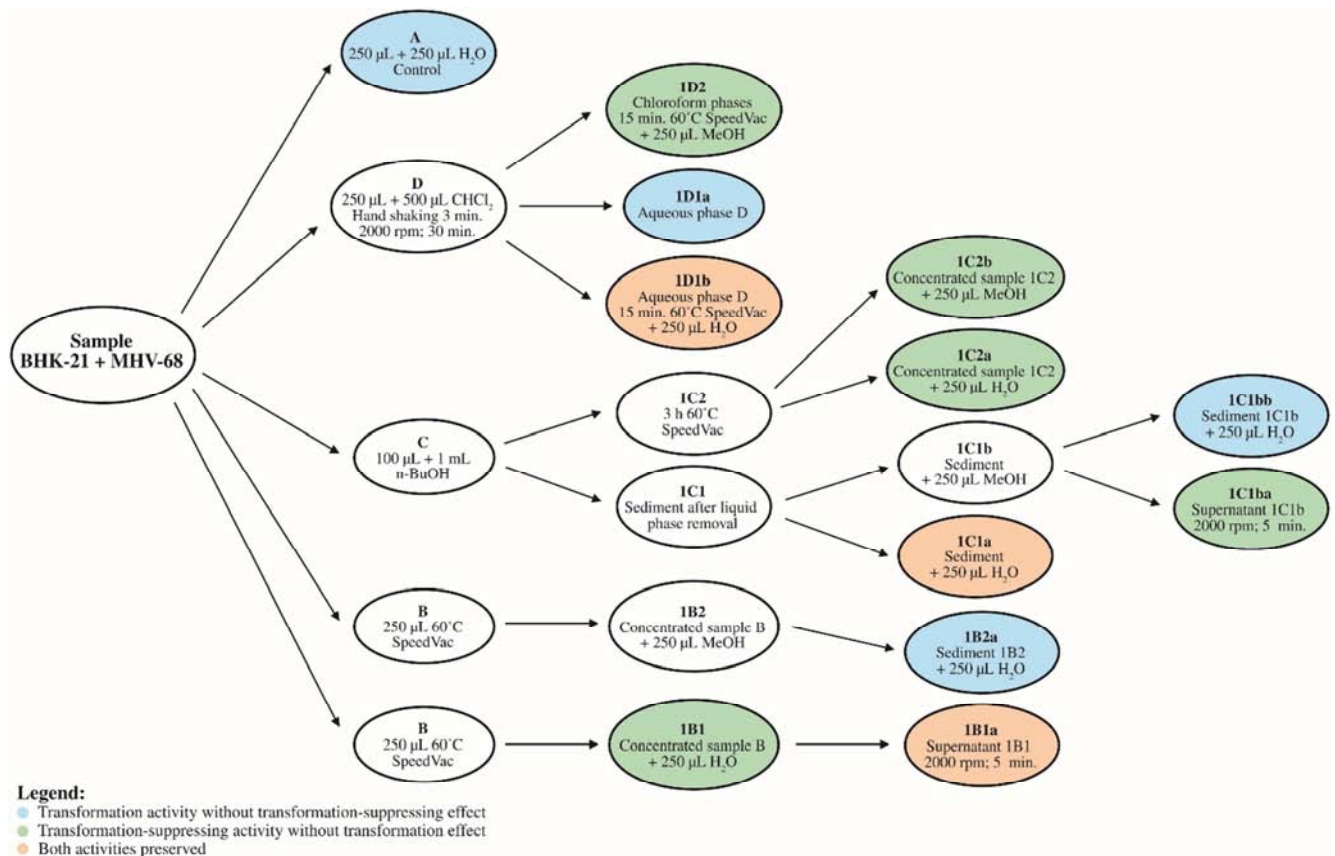 A
250 µL + 250 µL H₂O
Control
1D2
Chloroform phases
15 min. 60˚C SpeedVac
+ 250 µL MeOH
D
250 µL + 500 µL CHCl₂
Hand shaking 3 min.
2000 rpm; 30 min.
1D1a
Aqueous phase D
1D1b
Aqueous phase D
15 min. 60˚C SpeedVac
+ 250 µL H₂O
Sample
BHK-21 + MHV-68
1C2b
Concentrated sample 1C2
+ 250 µL MeOH
1C2a
Concentrated sample 1C2
+ 250 µL H₂O
1C2
3 h 60˚C
SpeedVac
C
100 µL + 1 mL
n-BuOH
1C1
Sediment after liquid
phase removal
1C1b
Sediment
+ 250 µL MeOH
1C1bb
Sediment 1C1b
+ 250 µL H₂O
1C1ba
Supernatant 1C1b
2000 rpm; 5 min.
1C1a
Sediment
+ 250 µL H₂O
B
250 µL 60˚C
SpeedVac
1B2
Concentrated sample B
+ 250 µL MeOH
1B2a
Sediment 1B2
+ 250 µL H₂O
B
250 µL 60˚C
SpeedVac
1B1
Concentrated sample B
+ 250 µL H₂O
1B1a
Supernatant 1B1
2000 rpm; 5 min.
Legend:
Transformation activity without transformation-suppressing effect
Transformation-suppressing activity without transformation effect
Both activities preserved